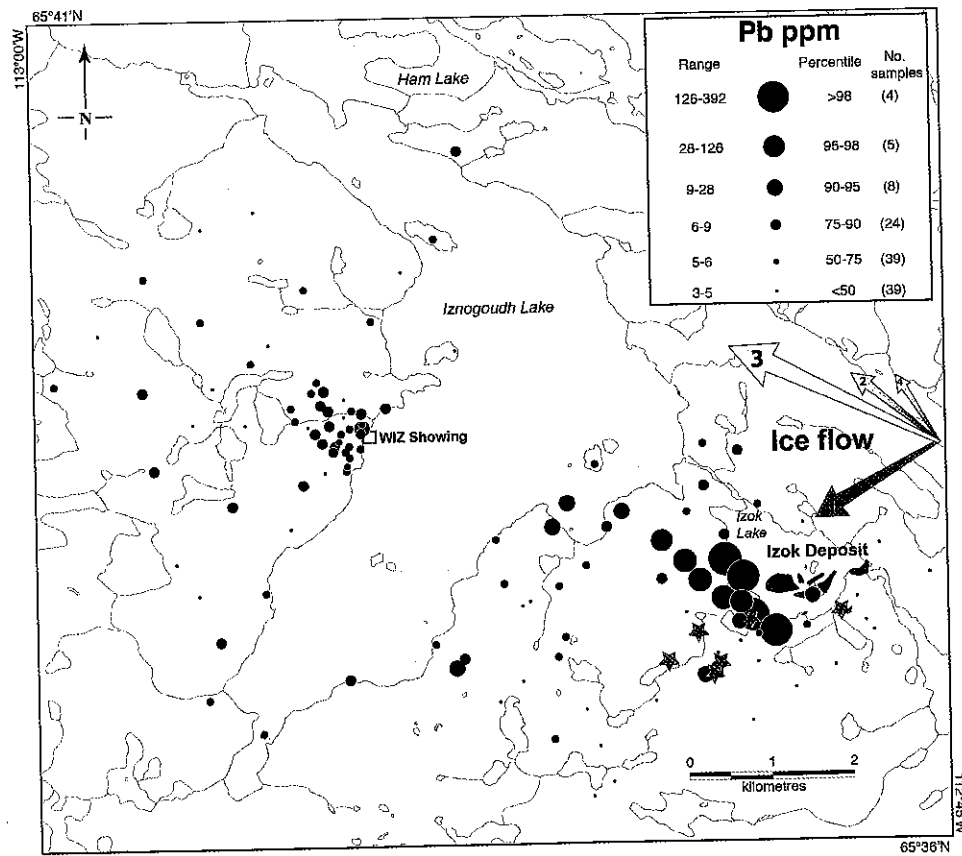 65°41'N
113°00'W
N
Ham Lake
Pb ppm
Range Percentile No. samples
126-392 >98 (4)
28-126 95-98 (5)
9-28 90-95 (8)
6-9 75-90 (24)
5-6 50-75 (39)
3-5 <50 (39)
Iznogoudh Lake
3
2
4
Ice flow
WIZ Showing
Izok
Lake
Izok Deposit
0 1 2
kilometres
112°45'W
65°36'N